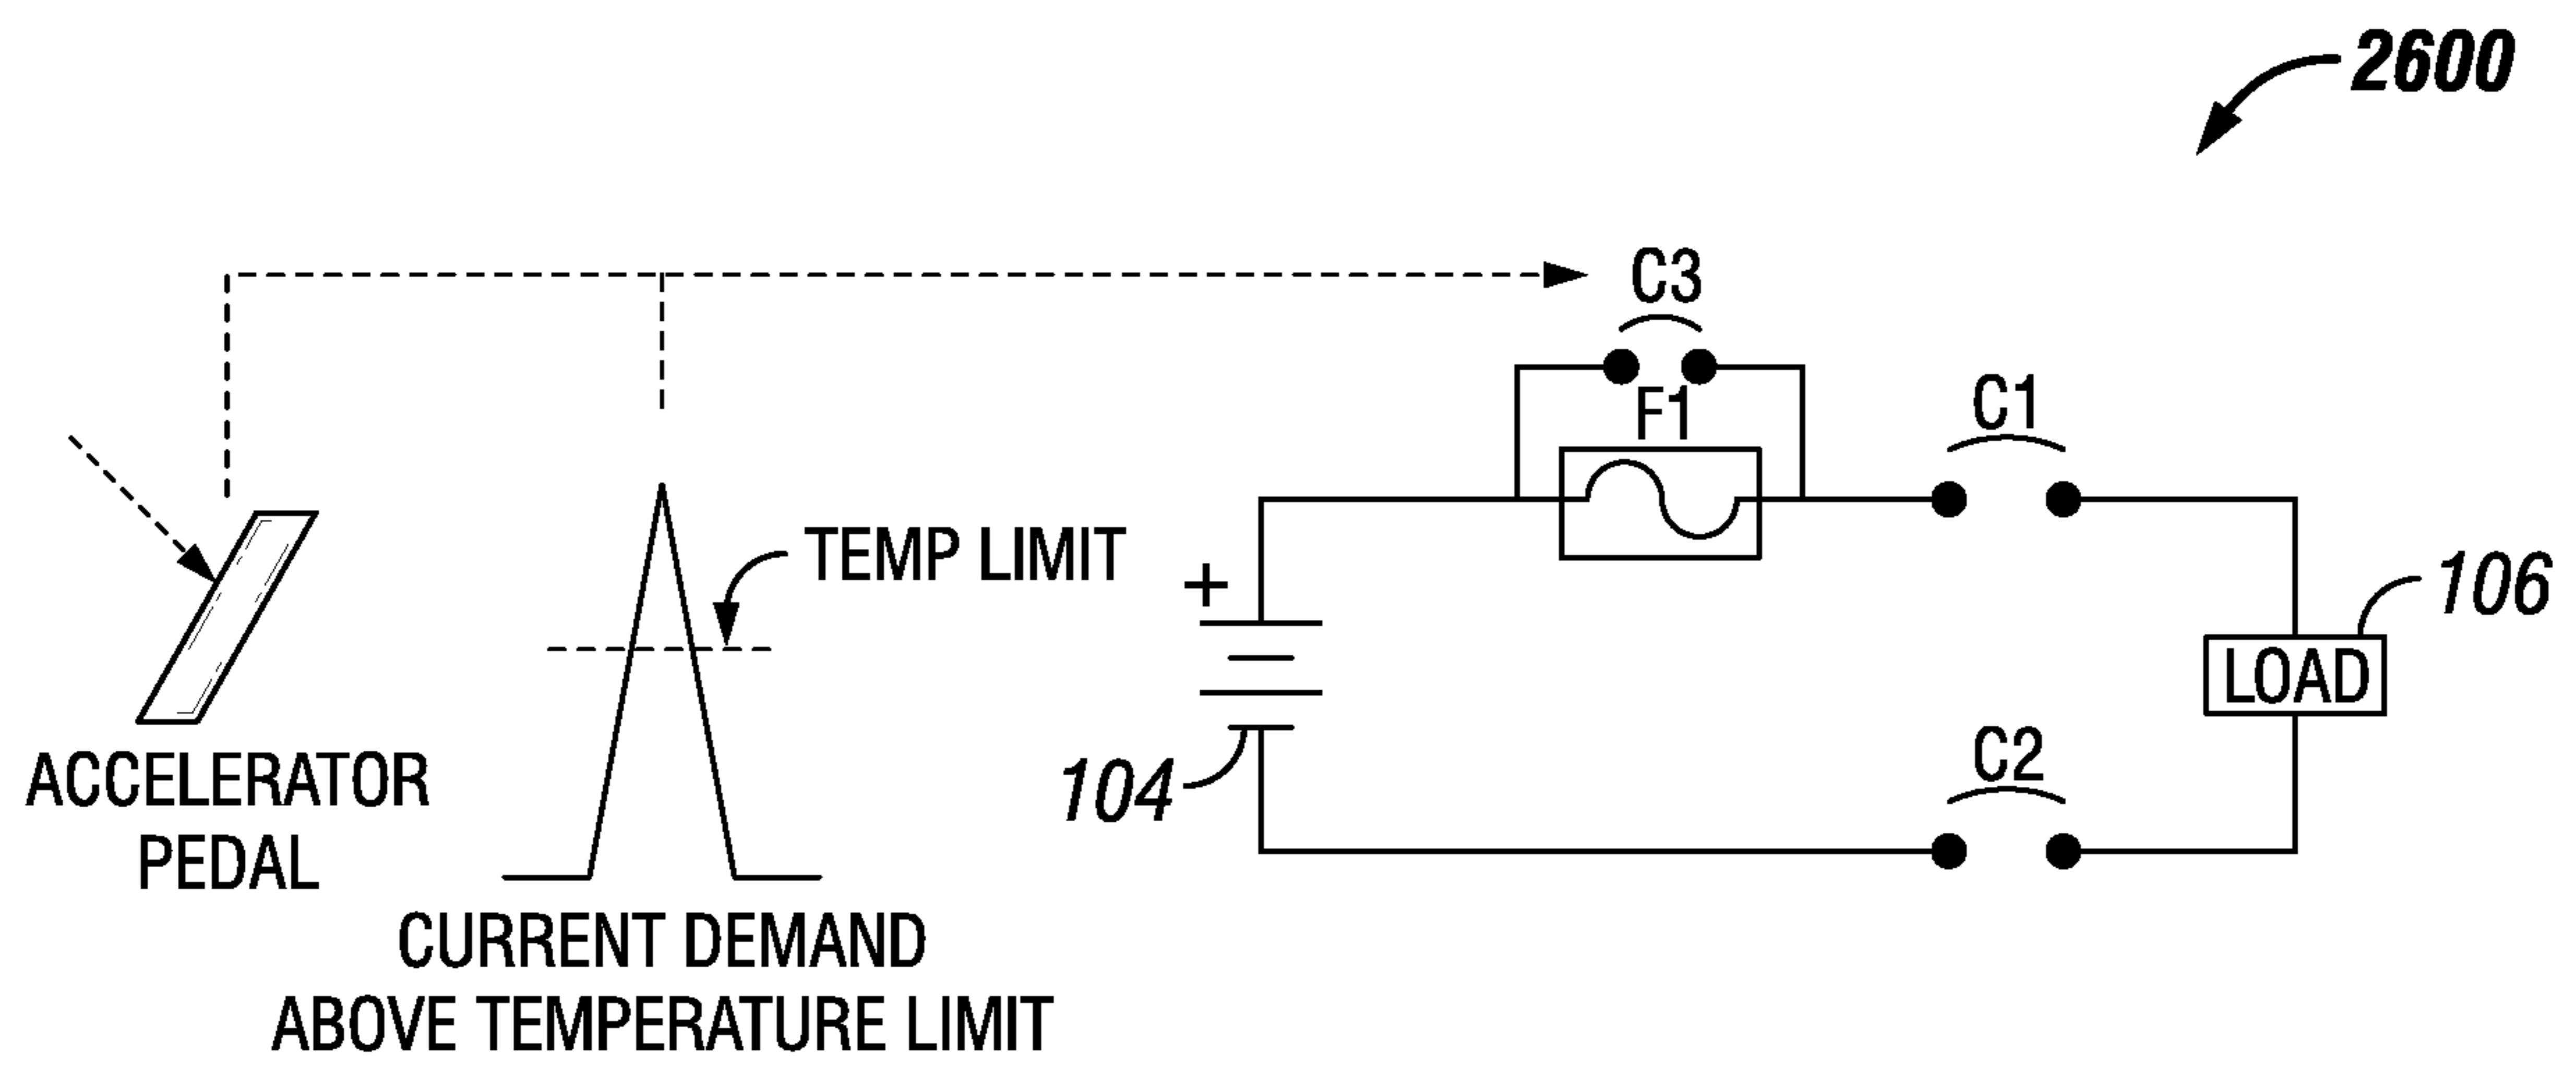 2600
C3
F1
C1
TEMP LIMIT
+
106
LOAD
104
C2
ACCELERATOR
PEDAL
CURRENT DEMAND
ABOVE TEMPERATURE LIMIT